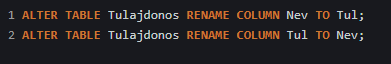 1 ALTER TABLE Tulajdonos RENAME COLUMN Nev TO Tul;
2 ALTER TABLE Tulajdonos RENAME COLUMN Tul TO Nev;